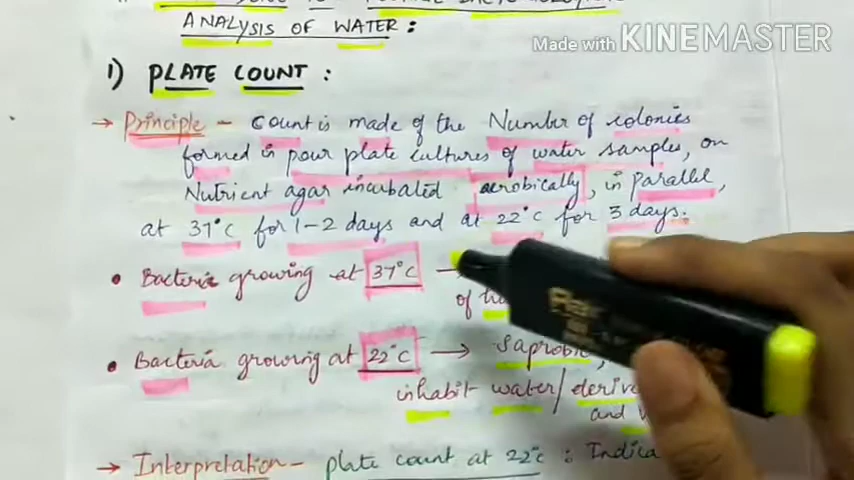 ANALYSIS OF WATER :
Made with KINEMASTER
1) PLATE COUNT :
→ Principle - Count is made of the Number of colonies
formed in pour plate cultures of water samples, on
Nutrient agar incubated aerobically, in parallel,
at 37°C for 1-2 days and at 22°C for 3 days.
• Bacteria growing at 37°C →
of
• Bacteria growing at 22°C → Saprobic,
inhabit water/
and
→ Interpretation - plate count at 22°C :